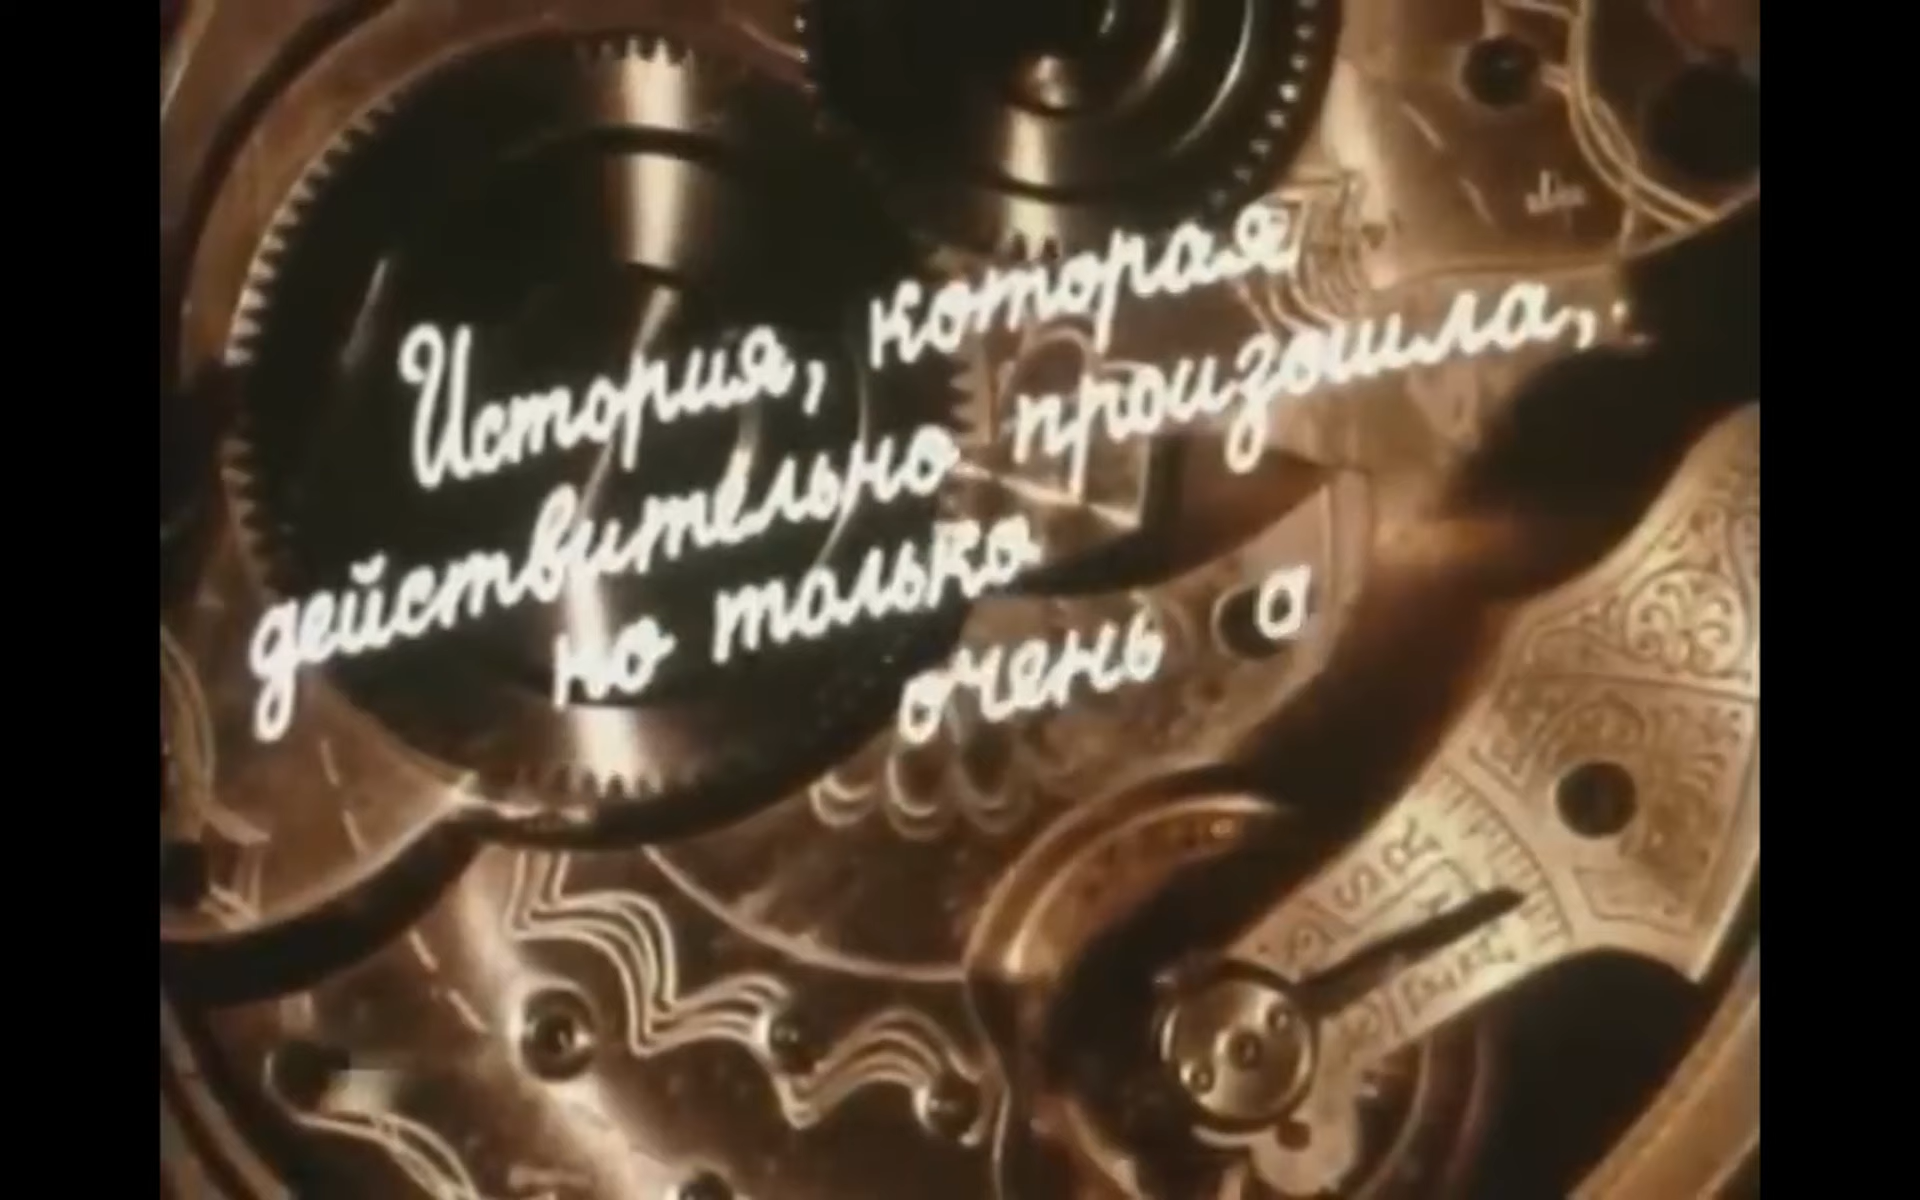 История, которая
действительно произошла,
но только
очень а
S R